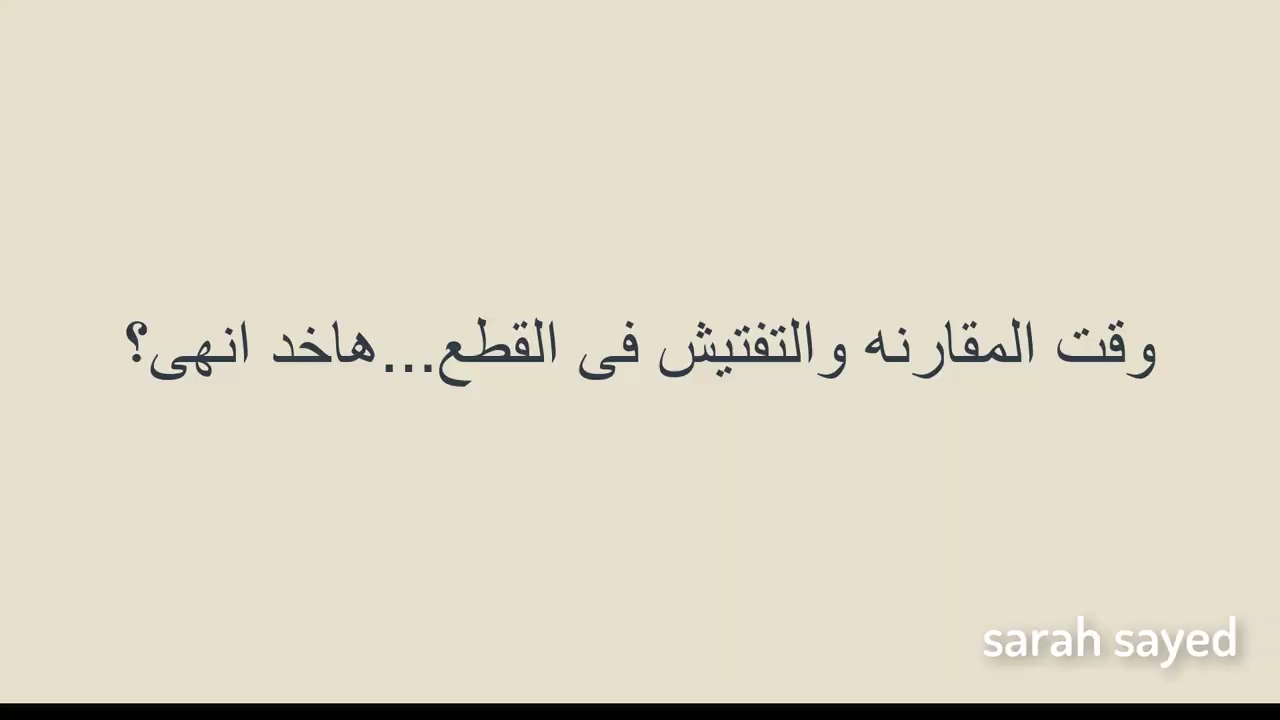 وقت المقارنه والتفتيش فى القطع...هاخد انهى؟
sarah sayed